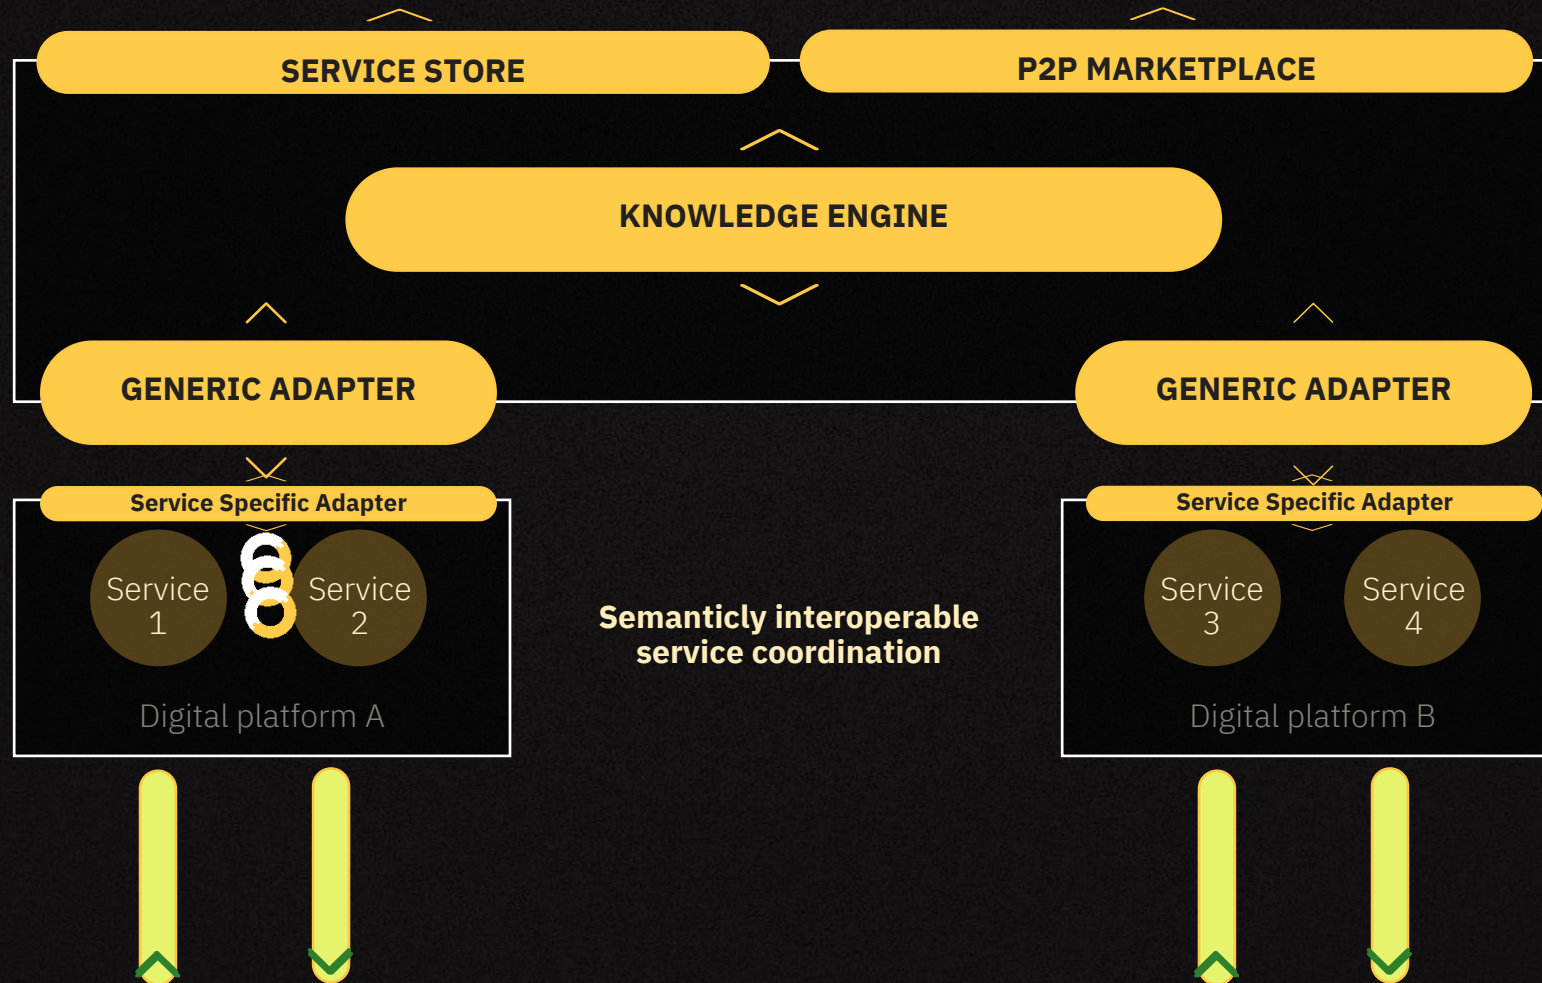 SERVICE STORE
P2P MARKETPLACE
KNOWLEDGE ENGINE
GENERIC ADAPTER
GENERIC ADAPTER
Service Specific Adapter
Service Specific Adapter
Service
1
Service
2
Semanticly interoperable
service coordination
Service
3
Service
4
Digital platform A
Digital platform B